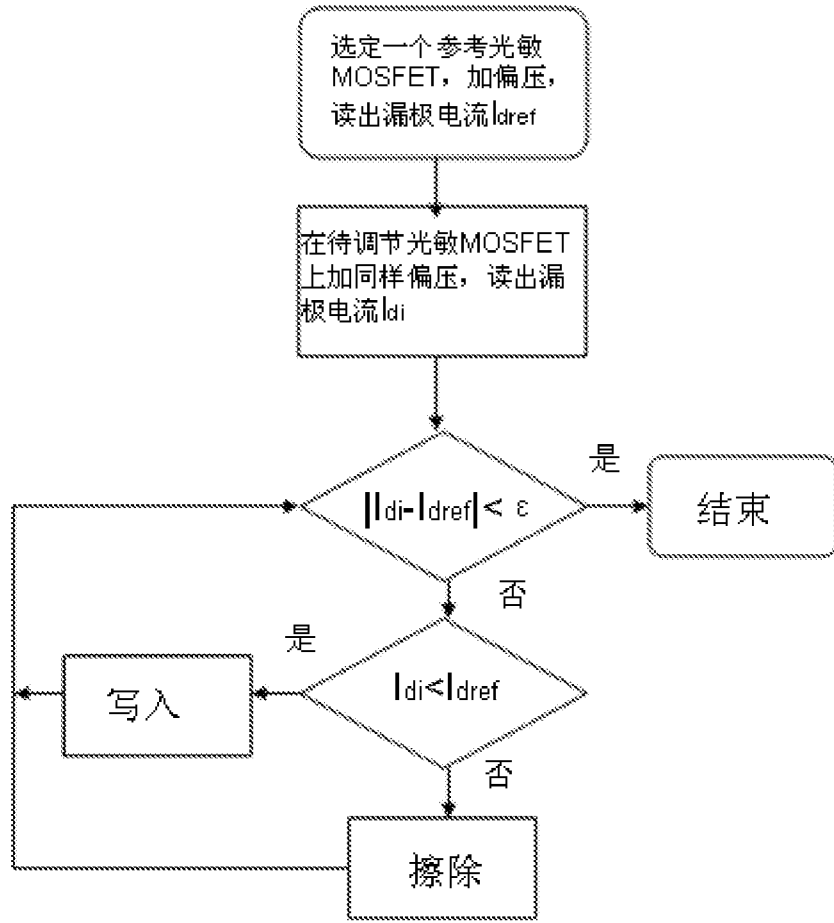 选定一个参考光敏
MOSFET，加偏压，
读出漏极电流Idref
在待调节光敏MOSFET
上加同样偏压，读出漏
极电流Idi
|Idi-Idref|< ε
是
结束
否
是
Idi<Idref
写入
否
擦除